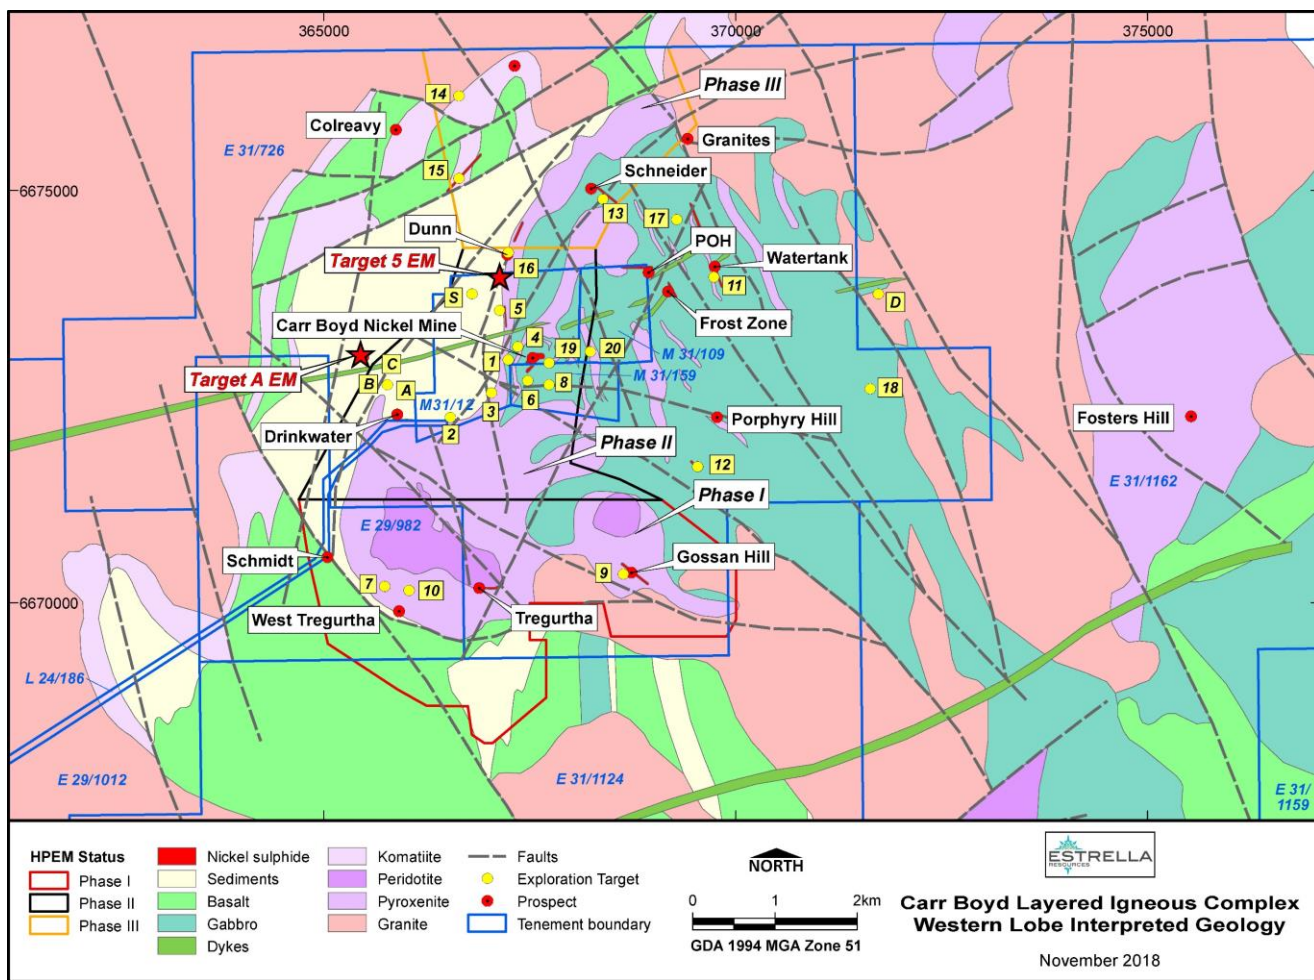 365000
370000
375000
14
Phase III
Colreavy
Granites
E 31/726
15
Schneider
6675000
13
17
POH
Dunn
Watertank
Target 5 EM
16
11
S
D
5
Frost Zone
Carr Boyd Nickel Mine
4
19
20
M 31/109
1
C
Target A EM
B
A
8
M 31/159
18
6
3
M31/12
2
Drinkwater
Porphyry Hill
Fosters Hill
Phase II
12
E 31/1162
Phase I
E 29/982
Schmidt
Gossan Hill
9
7
10
6670000
West Tregurtha
Tregurtha
L 24/186
E 29/1012
E 31/1124
E 31/
1159
HPEM Status
Phase I
Phase II
Phase III
Nickel sulphide
Sediments
Basalt
Gabbro
Dykes
Komatiite
Peridotite
Pyroxenite
Granite
Faults
Exploration Target
Prospect
Tenement boundary
NORTH
0 1 2km
GDA 1994 MGA Zone 51
ESTRELLA
RESOURCES
Carr Boyd Layered Igneous Complex
Western Lobe Interpreted Geology
November 2018